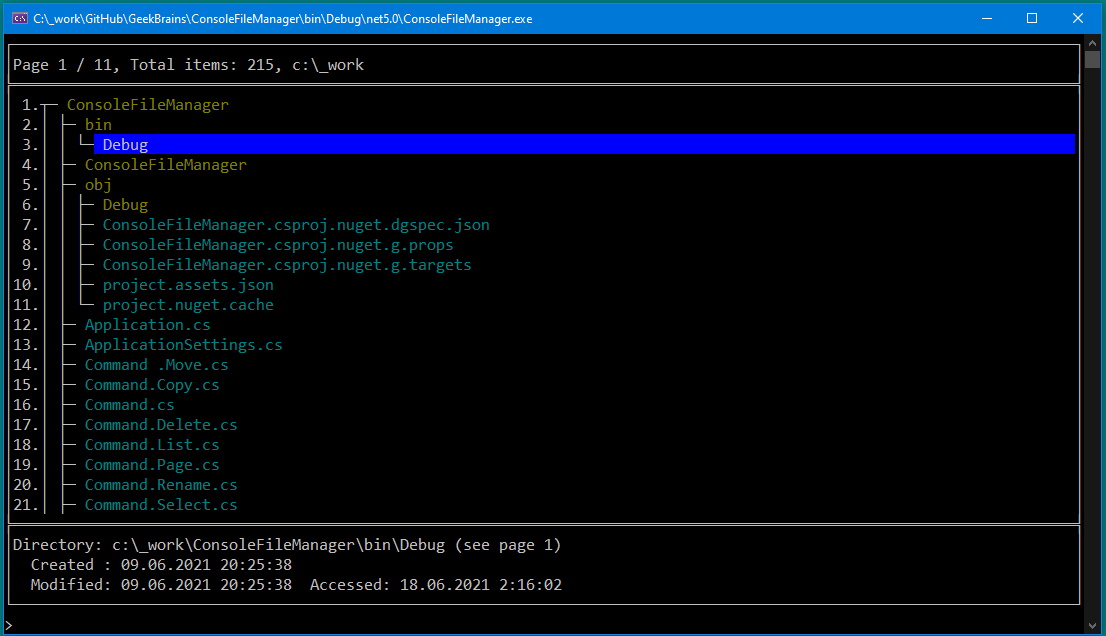 C:\_work\GitHub\GeekBrains\ConsoleFileManager\bin\Debug\net5.0\ConsoleFileManager.exe
Page 1 / 11, Total items: 215, c:\_work
1. ConsoleFileManager
2. bin
3. Debug
4. ConsoleFileManager
5. obj
6. Debug
7. ConsoleFileManager.csproj.nuget.dgspec.json
8. ConsoleFileManager.csproj.nuget.g.props
9. ConsoleFileManager.csproj.nuget.g.targets
10. project.assets.json
11. project.nuget.cache
12. Application.cs
13. ApplicationSettings.cs
14. Command .Move.cs
15. Command.Copy.cs
16. Command.cs
17. Command.Delete.cs
18. Command.List.cs
19. Command.Page.cs
20. Command.Rename.cs
21. Command.Select.cs
Directory: c:\_work\ConsoleFileManager\bin\Debug (see page 1)
Created : 09.06.2021 20:25:38
Modified: 09.06.2021 20:25:38 Accessed: 18.06.2021 2:16:02
>